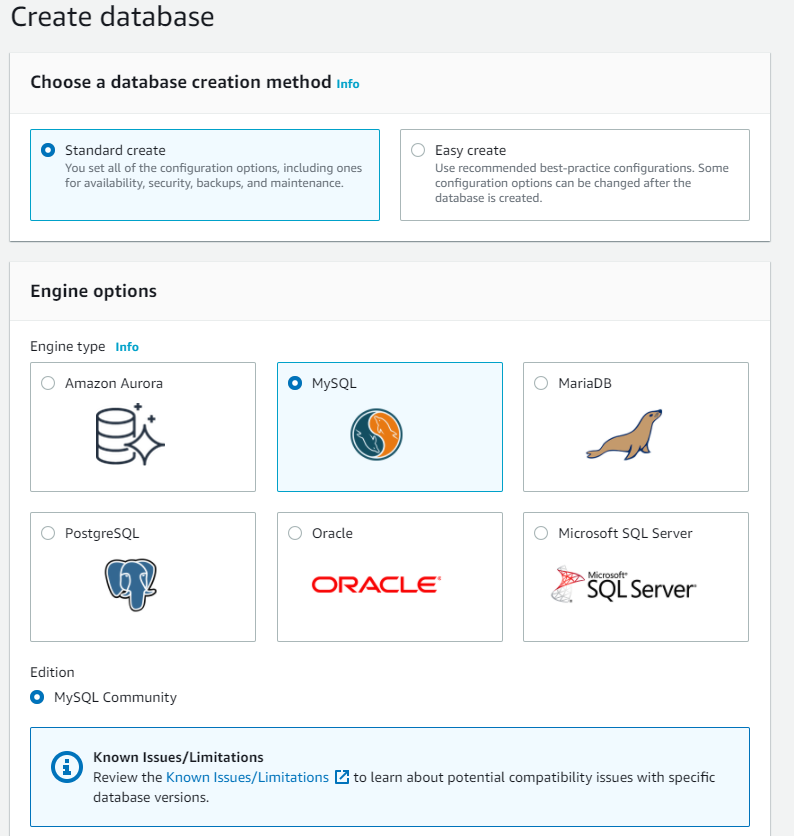 Create database
Choose a database creation method Info
Standard create
You set all of the configuration options, including ones
for availability, security, backups, and maintenance.
Easy create
Use recommended best-practice configurations. Some
configuration options can be changed after the
database is created.
Engine options
Engine type Info
Amazon Aurora
MySQL
MariaDB
PostgreSQL
Oracle
ORACLE®
Microsoft SQL Server
Microsoft®
SQL Server®
Edition
MySQL Community
Known Issues/Limitations
Review the Known Issues/Limitations to learn about potential compatibility issues with specific
database versions.